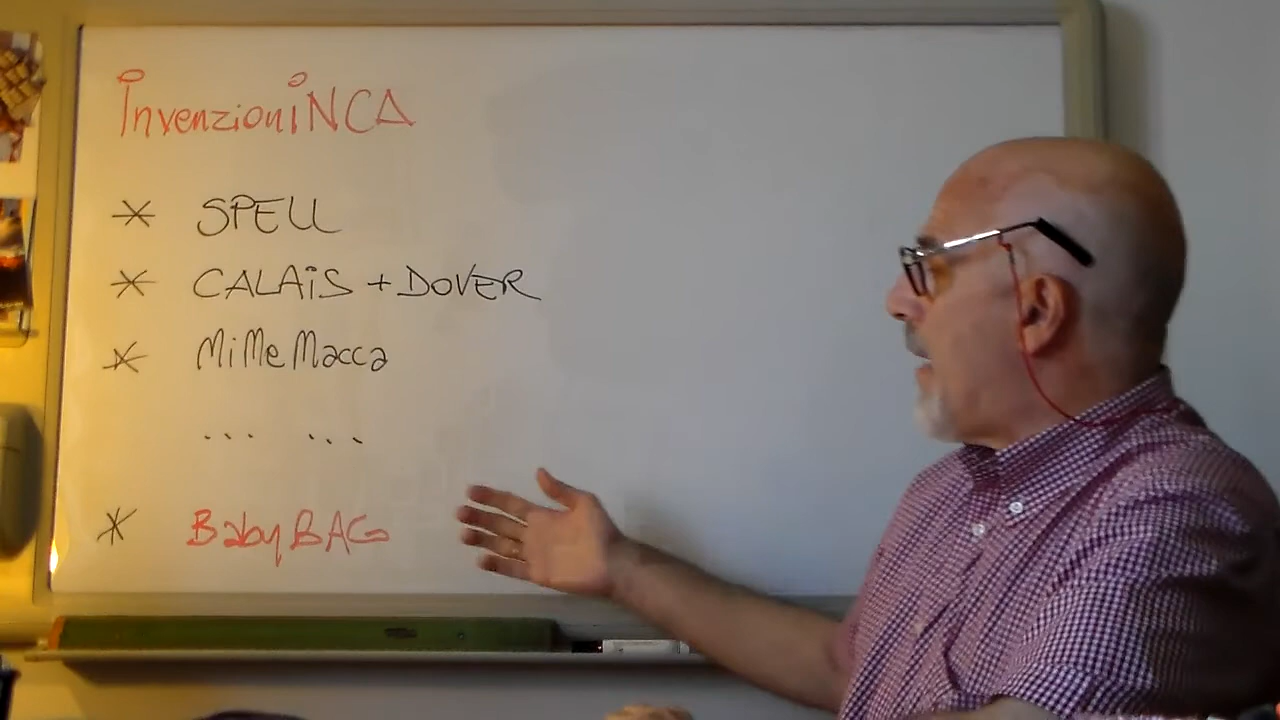 InvenzioniNCA
* SPELL
* CALAiS + DOVER
* MiMeMacca
... ...
* BabyBAG